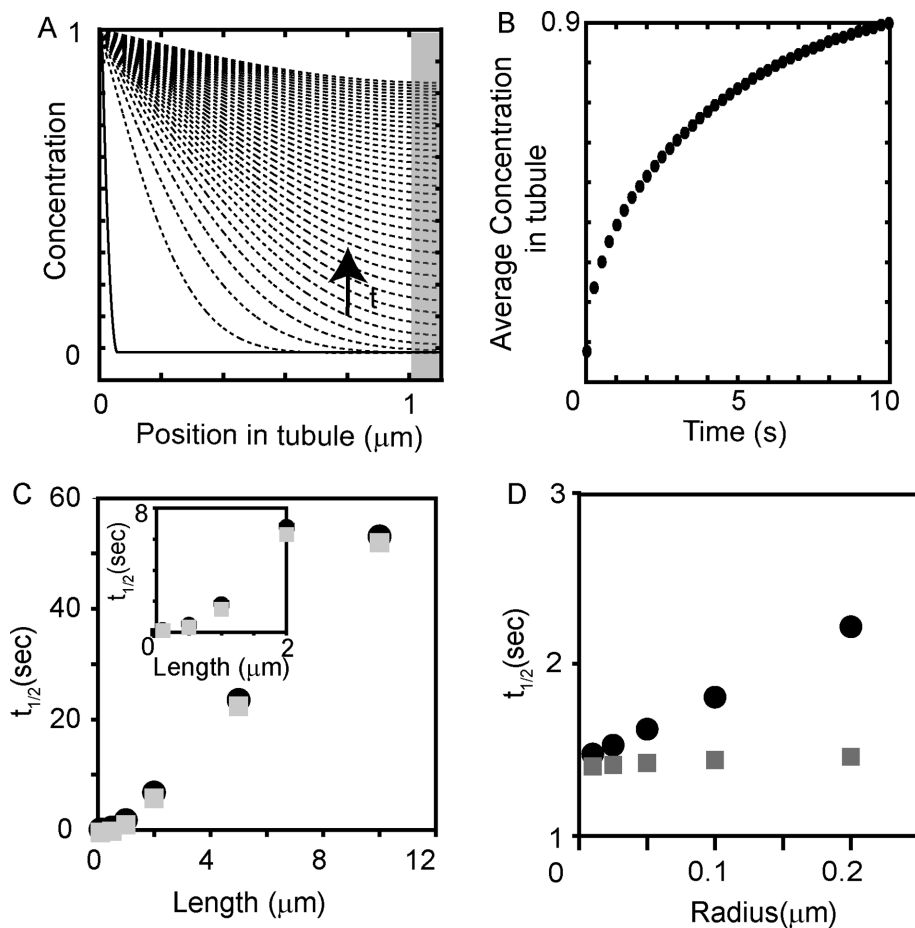 A
1
Concentration
0
t
0
1
Position in tubule (μm)
B
0.9
Average Concentration
in tubule
0
5
10
Time (s)
C
60
40
20
0
t1/2(sec)
8
t1/2(sec)
0
2
Length (μm)
0
4
8
12
Length (μm)
D
3
2
1
t1/2(sec)
0
0.1
0.2
Radius(μm)